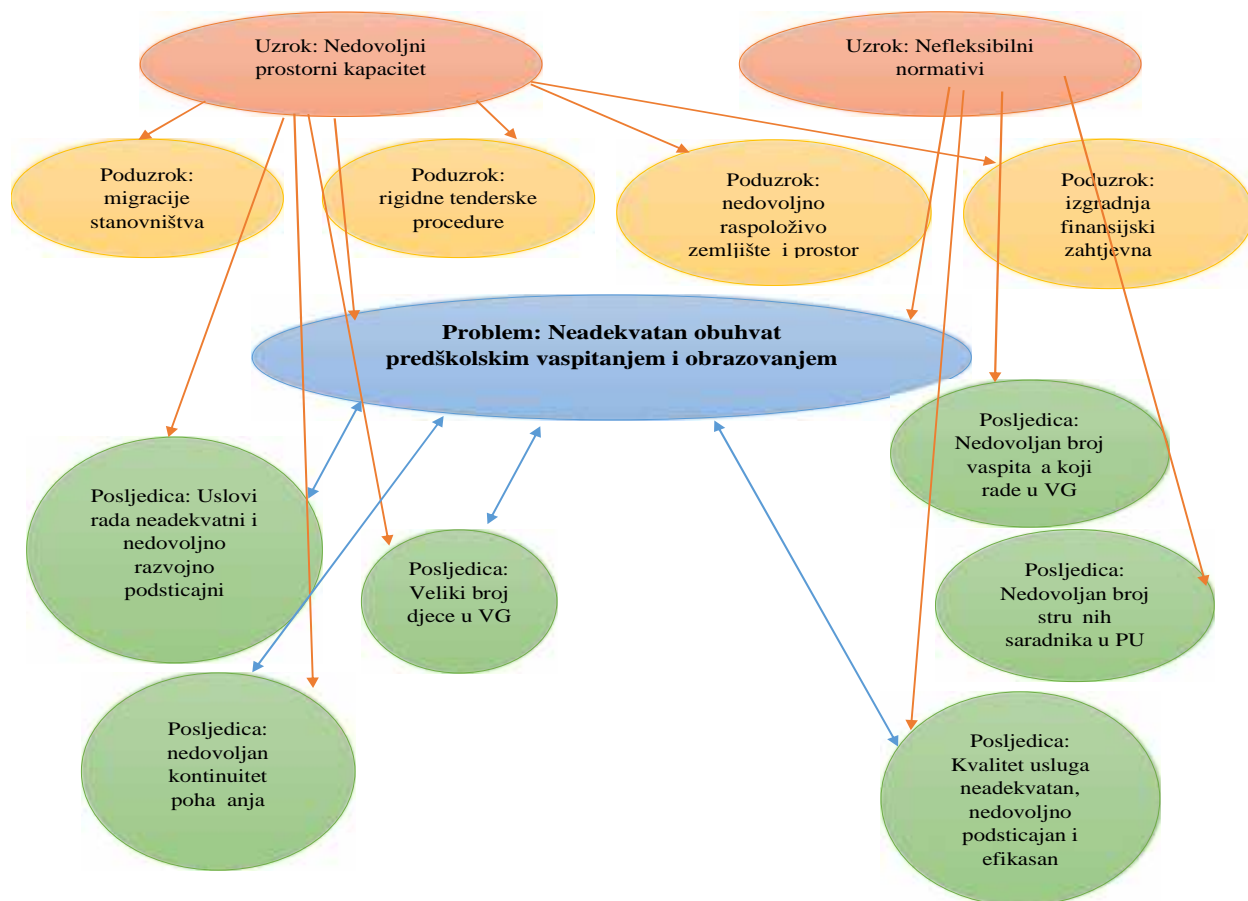 Uzrok: Nedovoljni
prostorni kapacitet
Uzrok: Nefleksibilni
normativi
Poduzrok:
migracije
stanovništva
Poduzrok:
rigidne tenderske
procedure
Poduzrok:
nedovoljno
raspoloživo
zemljište i prostor
Poduzrok:
izgradnja
finansijski
zahtjevna
Problem: Neadekvatan obuhvat
predškolskim vaspitanjem i obrazovanjem
Posljedica: Uslovi
rada neadekvatni i
nedovoljno
razvojno
podsticajni
Posljedica:
Veliki broj
djece u VG
Posljedica:
Nedovoljan broj
vaspita a koji
rade u VG
Posljedica:
Nedovoljan broj
stru nih
saradnika u PU
Posljedica:
nedovoljan
kontinuitet
poha anja
Posljedica:
Kvalitet usluga
neadekvatan,
nedovoljno
podsticajan i
efikasan